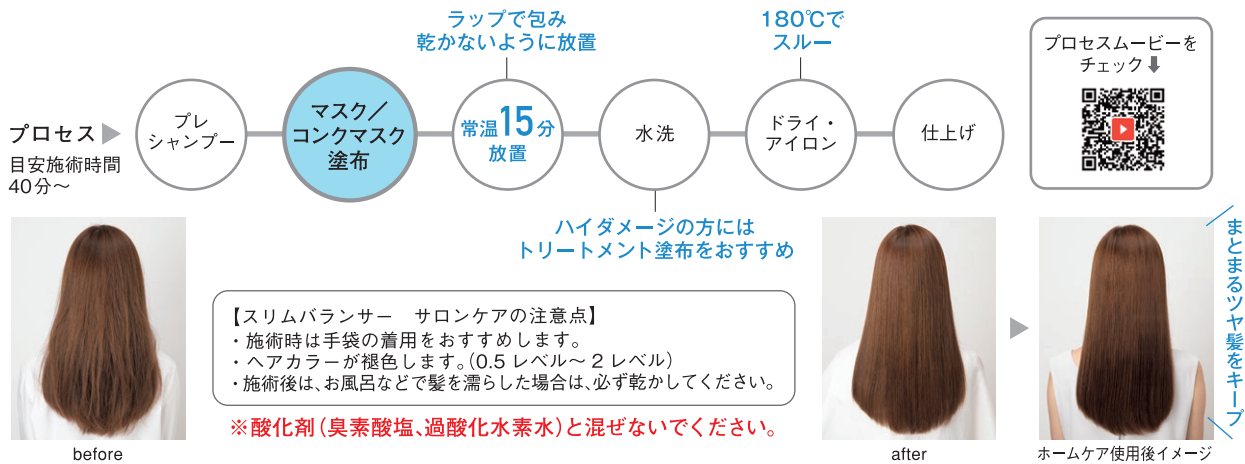 プロセス
目安施術時間
40分～
プレ
シャンプー
マスク／
コンクマスク
塗布
ラップで包み
乾かないように放置
常温15分
放置
水洗
ハイダメージの方には
トリートメント塗布をおすすめ
180℃で
スルー
ドライ・
アイロン
仕上げ
プロセスムービーを
チェック
before
【スリムバランサー　サロンケアの注意点】
・施術時は手袋の着用をおすすめします。
・ヘアカラーが褪色します。(0.5 レベル～ 2 レベル)
・施術後は、お風呂などで髪を濡らした場合は、必ず乾かしてください。
※酸化剤（臭素酸塩、過酸化水素水）と混ぜないでください。
after
ホームケア使用後イメージ
まとまるツヤ髪をキープ